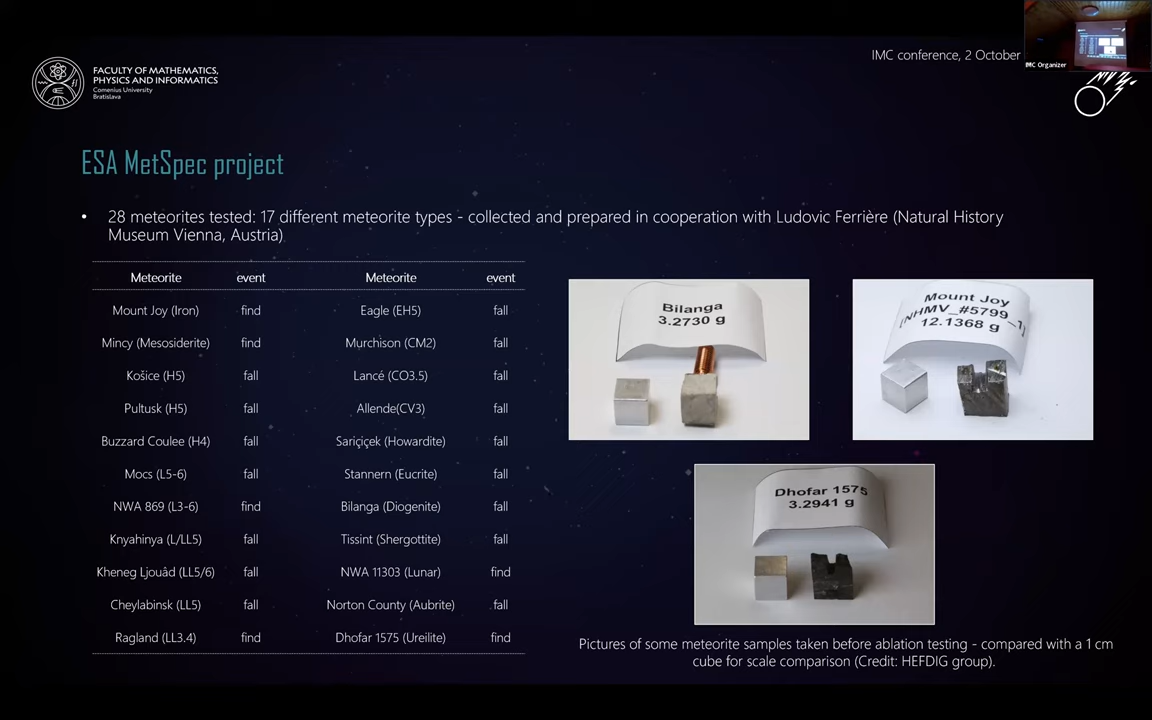 IMC conference, 2 October
IMC Organizer
FACULTY OF MATHEMATICS,
PHYSICS AND INFORMATICS
Comenius University
Bratislava
ESA MetSpec project
• 28 meteorites tested: 17 different meteorite types - collected and prepared in cooperation with Ludovic Ferrière (Natural History
Museum Vienna, Austria)
Meteorite event Meteorite event
Mount Joy (Iron) find Eagle (EH5) fall
Mincy (Mesosiderite) find Murchison (CM2) fall
Košice (H5) fall Lancé (CO3.5) fall
Pultusk (H5) fall Allende(CV3) fall
Buzzard Coulee (H4) fall Sariçiçek (Howardite) fall
Mocs (L5-6) fall Stannern (Eucrite) fall
NWA 869 (L3-6) find Bilanga (Diogenite) fall
Knyahinya (L/LL5) fall Tissint (Shergottite) fall
Kheneg Ljouâd (LL5/6) fall NWA 11303 (Lunar) find
Cheylabinsk (LL5) fall Norton County (Aubrite) fall
Ragland (LL3.4) find Dhofar 1575 (Ureilite) find
Bilanga
3.2730 g
Mount Joy
[NHMV_#5799_1]
12.1368 g
Dhofar 1575
3.2941 g
Pictures of some meteorite samples taken before ablation testing - compared with a 1 cm
cube for scale comparison (Credit: HEFDIG group).